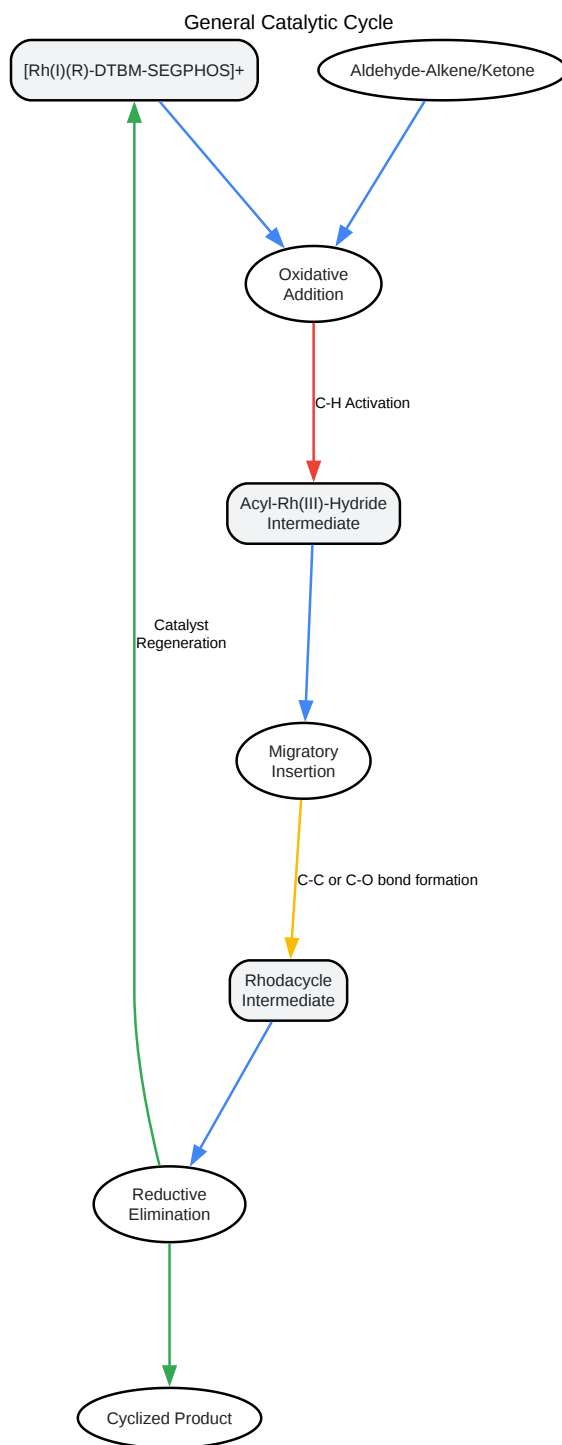 General Catalytic Cycle
[Rh(I)(R)-DTBM-SEGPHOS]+
Aldehyde-Alkene/Ketone
Oxidative
Addition
C-H Activation
Acyl-Rh(III)-Hydride
Intermediate
Catalyst
Regeneration
Migratory
Insertion
C-C or C-O bond formation
Rhodacycle
Intermediate
Reductive
Elimination
Cyclized Product